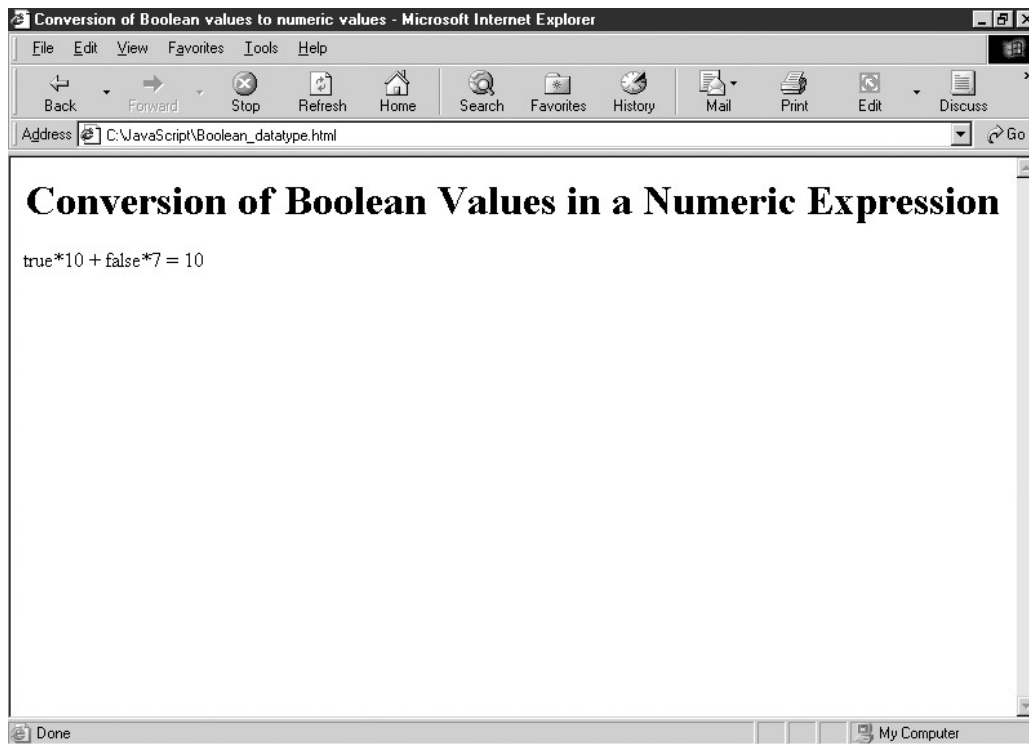 Conversion of Boolean values to numeric values - Microsoft Internet Explorer
File Edit View Favorites Tools Help
Back Forward Stop Refresh Home Search Favorites History Mail Print Edit Discuss
Address C:\JavaScript\Boolean_datatype.html Go
Conversion of Boolean Values in a Numeric Expression
true*10 + false*7 = 10
Done My Computer